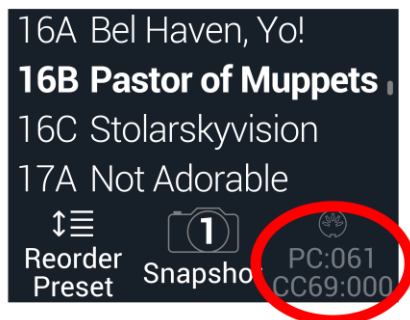 16A Bel Haven, Yo!
16B Pastor of Muppets
16C Stolarskyvision
17A Not Adorable
1
Reorder
Preset
Snapshot
PC:061
CC69:000